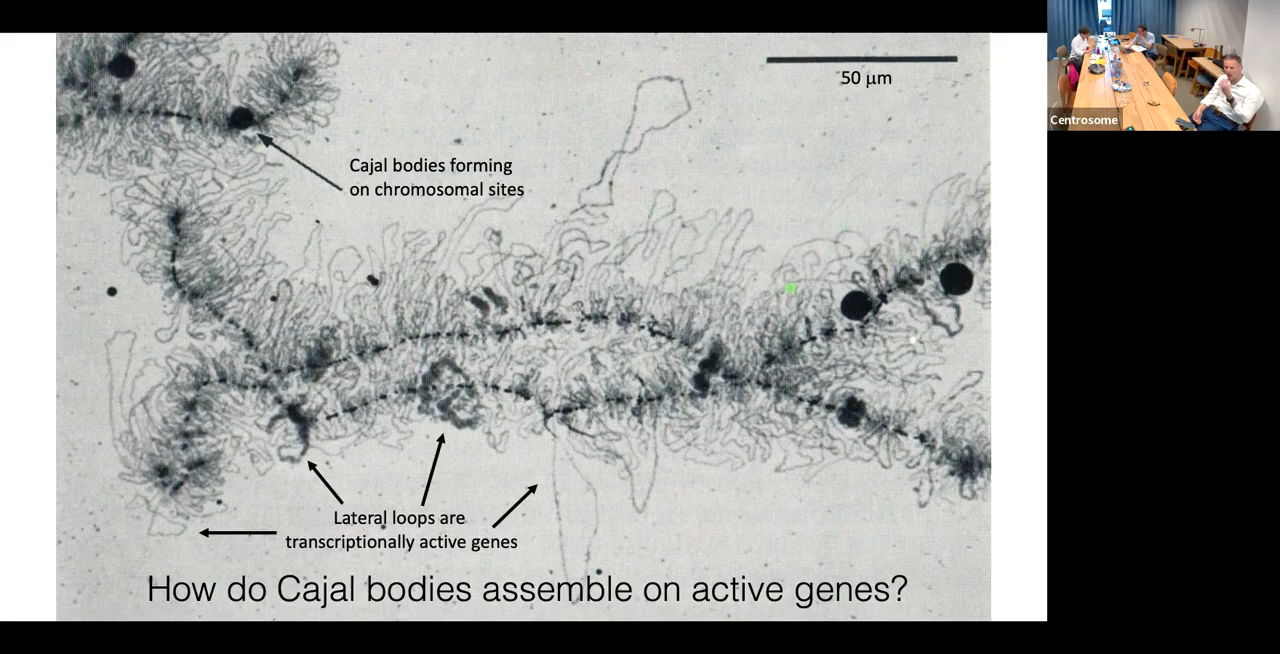 50 μm
Centrosome
Cajal bodies forming
on chromosomal sites
Lateral loops are
transcriptionally active genes
How do Cajal bodies assemble on active genes?